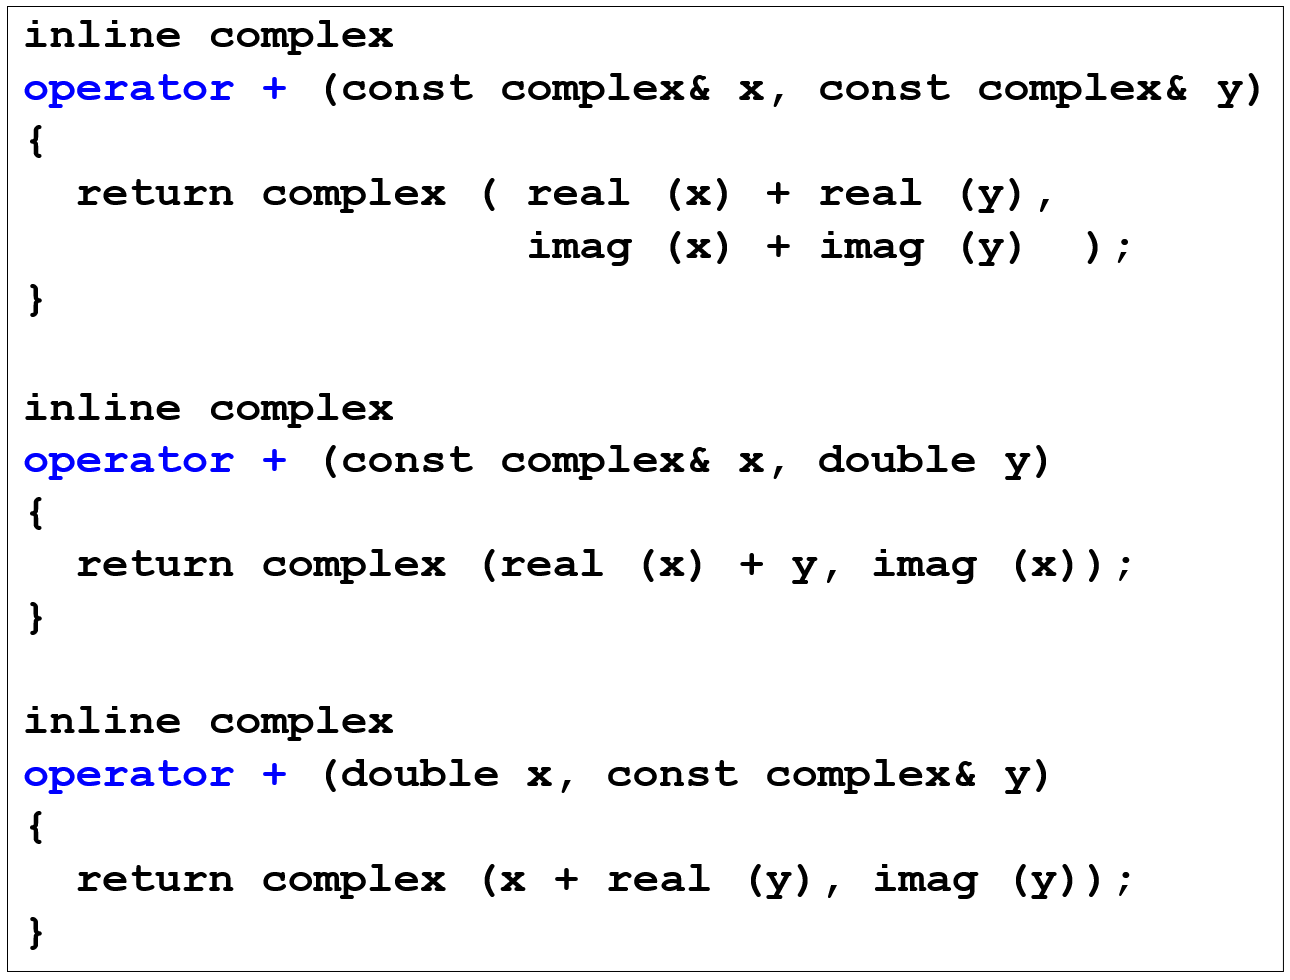 inline complex
operator + (const complex& x, const complex& y)
{
  return complex ( real (x) + real (y),
                   imag (x) + imag (y)  );
}

inline complex
operator + (const complex& x, double y)
{
  return complex (real (x) + y, imag (x));
}

inline complex
operator + (double x, const complex& y)
{
  return complex (x + real (y), imag (y));
}